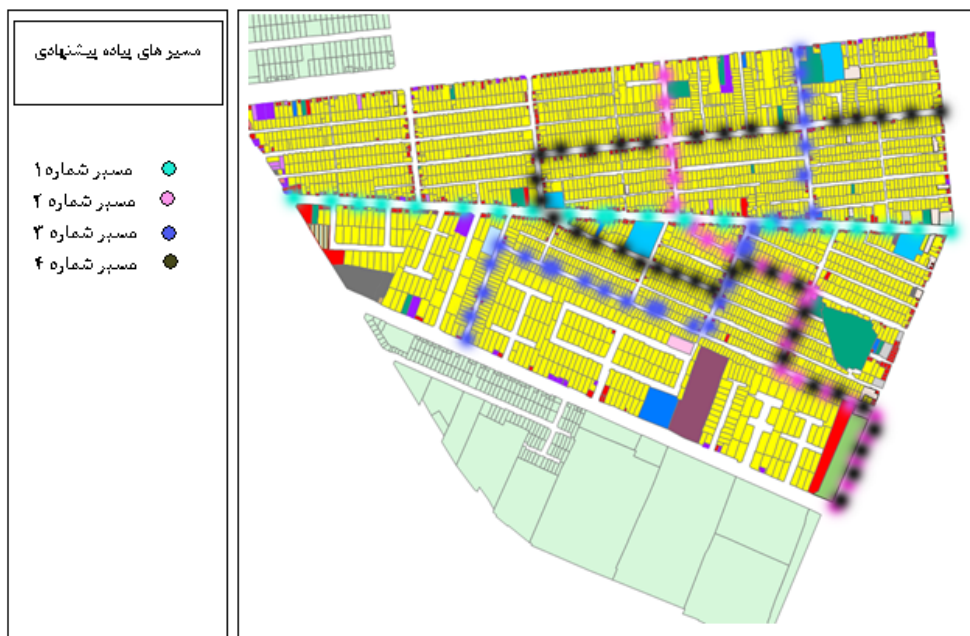 مسیر های پیاده پیشنهادی
مسیر شماره ۱
مسیر شماره ۲
مسیر شماره ۳
مسیر شماره ۴